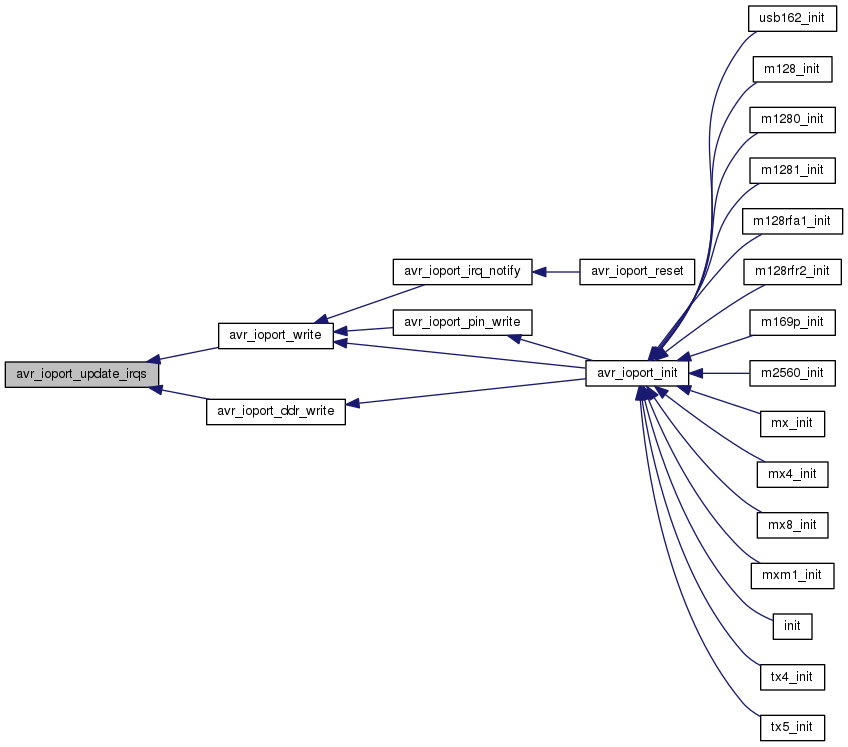 usb162_init
m128_init
m1280_init
m1281_init
m128rfa1_init
avr_ioport_irq_notify
avr_ioport_reset
m128rfr2_init
avr_ioport_write
avr_ioport_pin_write
m169p_init
avr_ioport_update_irqs
avr_ioport_init
m2560_init
avr_ioport_ddr_write
mx_init
mx4_init
mx8_init
mxm1_init
init
tx4_init
tx5_init